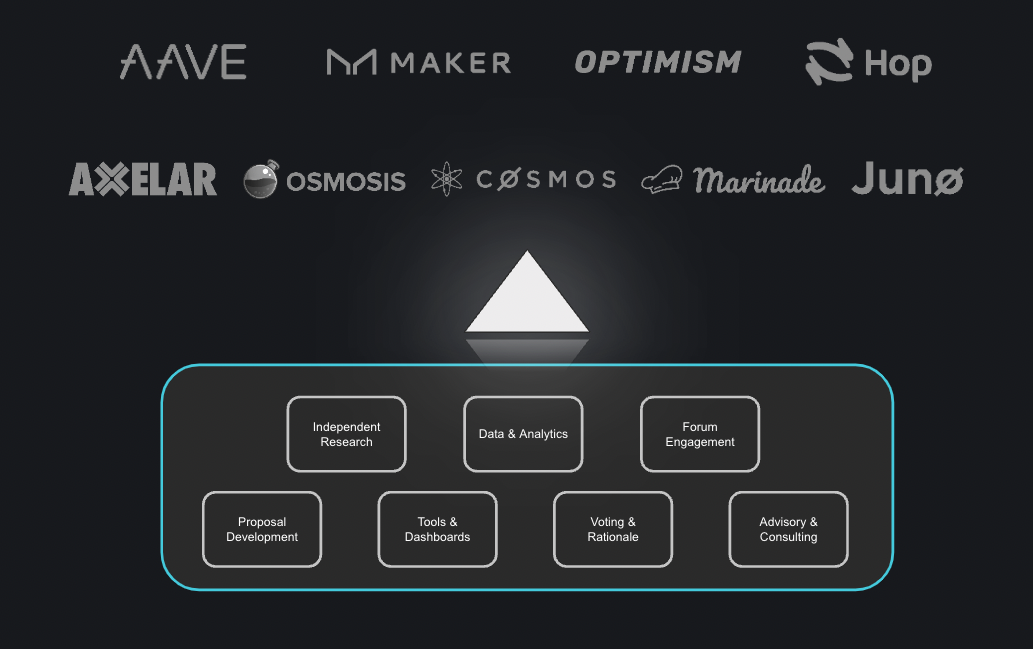 AAVE MAKER OPTIMISM Hop
AXELAR OSMOSIS CØSMOS Marinade Junø
Independent
Research
Data & Analytics
Forum
Engagement
Proposal
Development
Tools &
Dashboards
Voting &
Rationale
Advisory &
Consulting